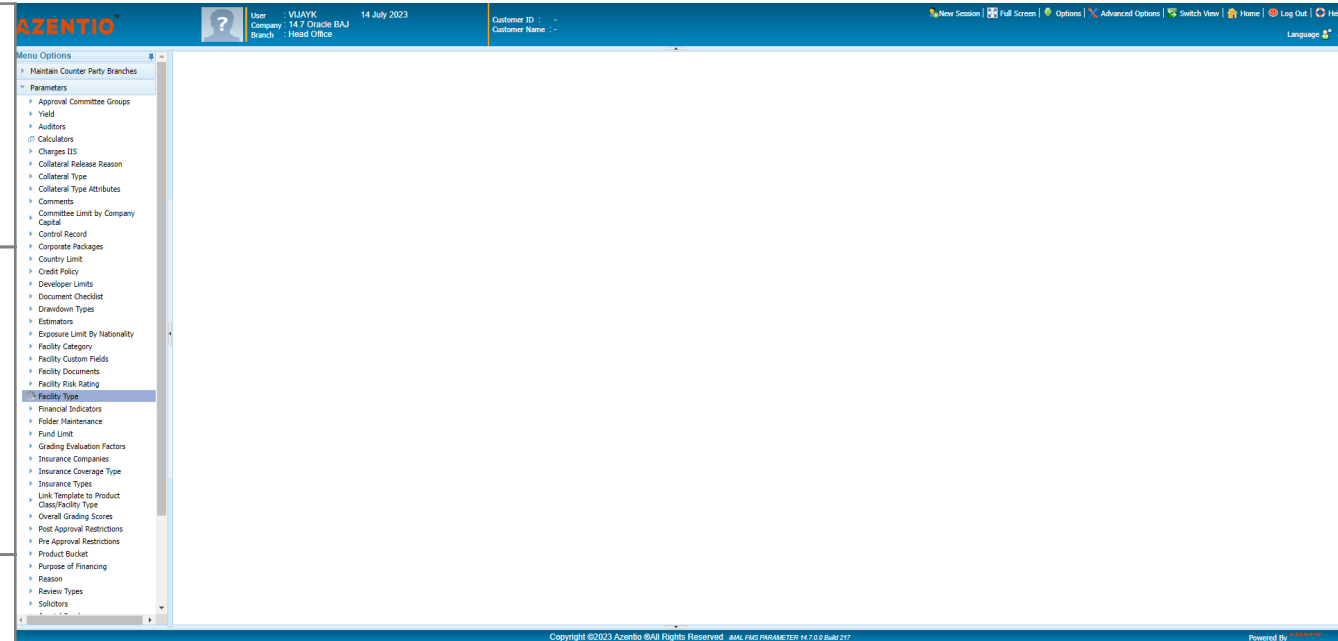 AZENTIO
User : VIJAYK 14 July 2023
Company : 14.7 Oracle BAJ
Branch : Head Office
Customer ID : -
Customer Name : -
New Session | Full Screen | Options | Advanced Options | Switch View | Home | Log Out | He
Language
Menu Options
Maintain Counter Party Branches
Parameters
Approval Committee Groups
Yield
Auditors
Calculators
Charges IIS
Collateral Release Reason
Collateral Type
Collateral Type Attributes
Comments
Committee Limit by Company
Capital
Control Record
Corporate Packages
Country Limit
Credit Policy
Developer Limits
Document Checklist
Drawdown Types
Estimators
Exposure Limit By Nationality
Facility Category
Facility Custom Fields
Facility Documents
Facility Risk Rating
Facility Type
Financial Indicators
Folder Maintenance
Fund Limit
Grading Evaluation Factors
Insurance Companies
Insurance Coverage Type
Insurance Types
Link Template to Product
Class/Facility Type
Overall Grading Scores
Post Approval Restrictions
Pre Approval Restrictions
Product Bucket
Purpose of Financing
Reason
Review Types
Solicitors
Copyright ©2023 Azentio ®All Rights Reserved iMAL FMS PARAMETER 14.7.0.0 Build 217
Powered By AZENTIO